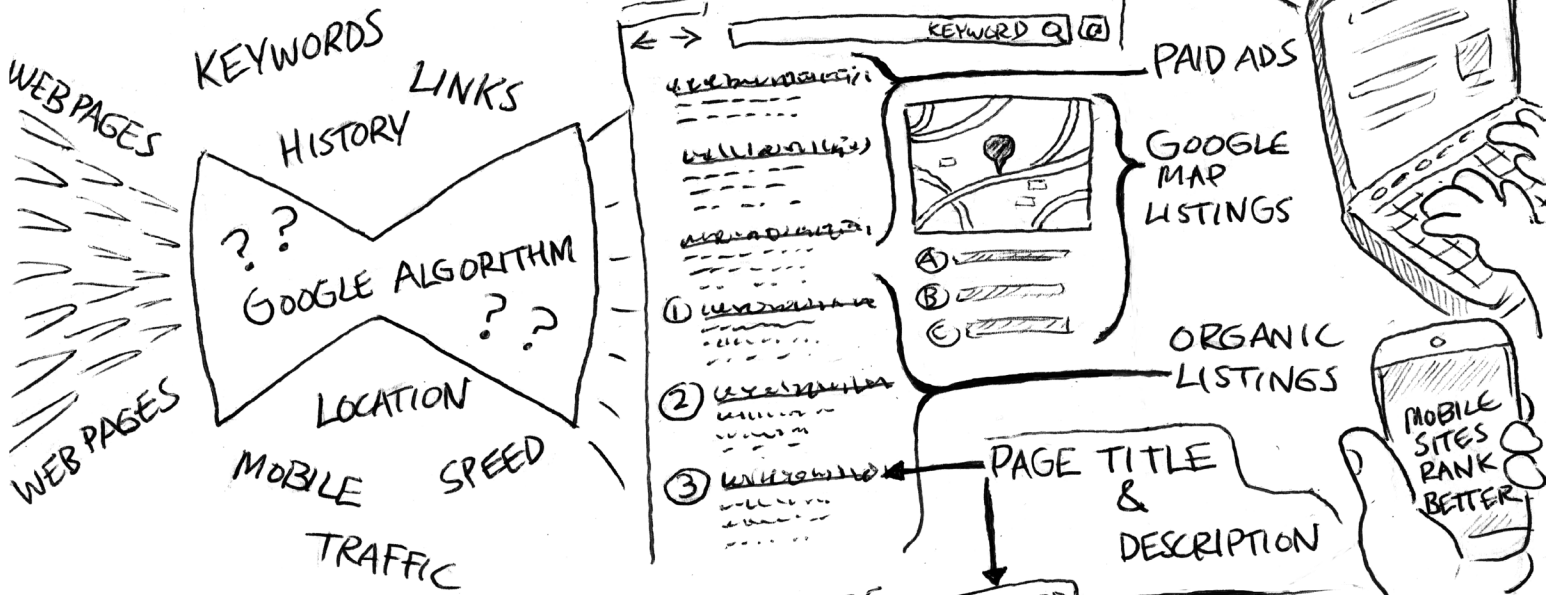 WEB PAGES
KEYWORDS
LINKS
HISTORY
? ?
GOOGLE ALGORITHM
? ?
LOCATION
WEB PAGES
MOBILE
SPEED
TRAFFIC
KEYWORD
PAID ADS
GOOGLE
MAP
LISTINGS
A
B
C
1
2
3
ORGANIC
LISTINGS
PAGE TITLE
&
DESCRIPTION
MOBILE
SITES
RANK
BETTER